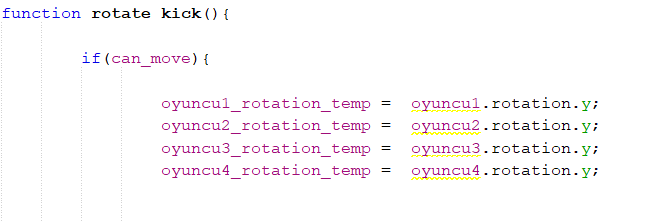 function rotate kick(){
if(can_move){
oyuncu1_rotation_temp = oyuncu1.rotation.y;
oyuncu2_rotation_temp = oyuncu2.rotation.y;
oyuncu3_rotation_temp = oyuncu3.rotation.y;
oyuncu4_rotation_temp = oyuncu4.rotation.y;